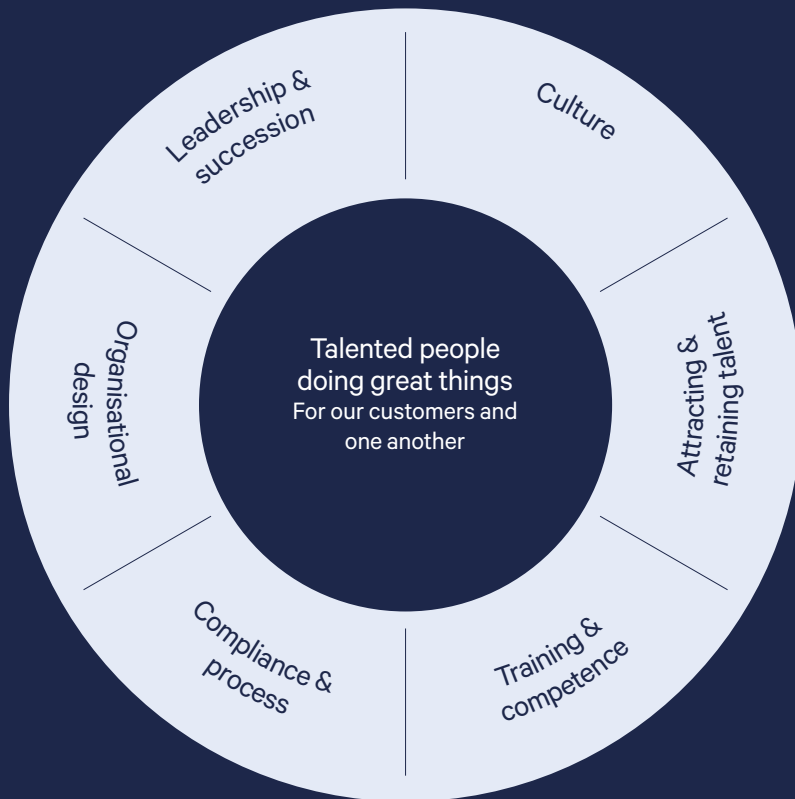 Leadership &
succession
Culture
Attracting &
retaining talent
Training &
competence
Compliance &
process
Organisational
design
Talented people
doing great things
For our customers and
one another